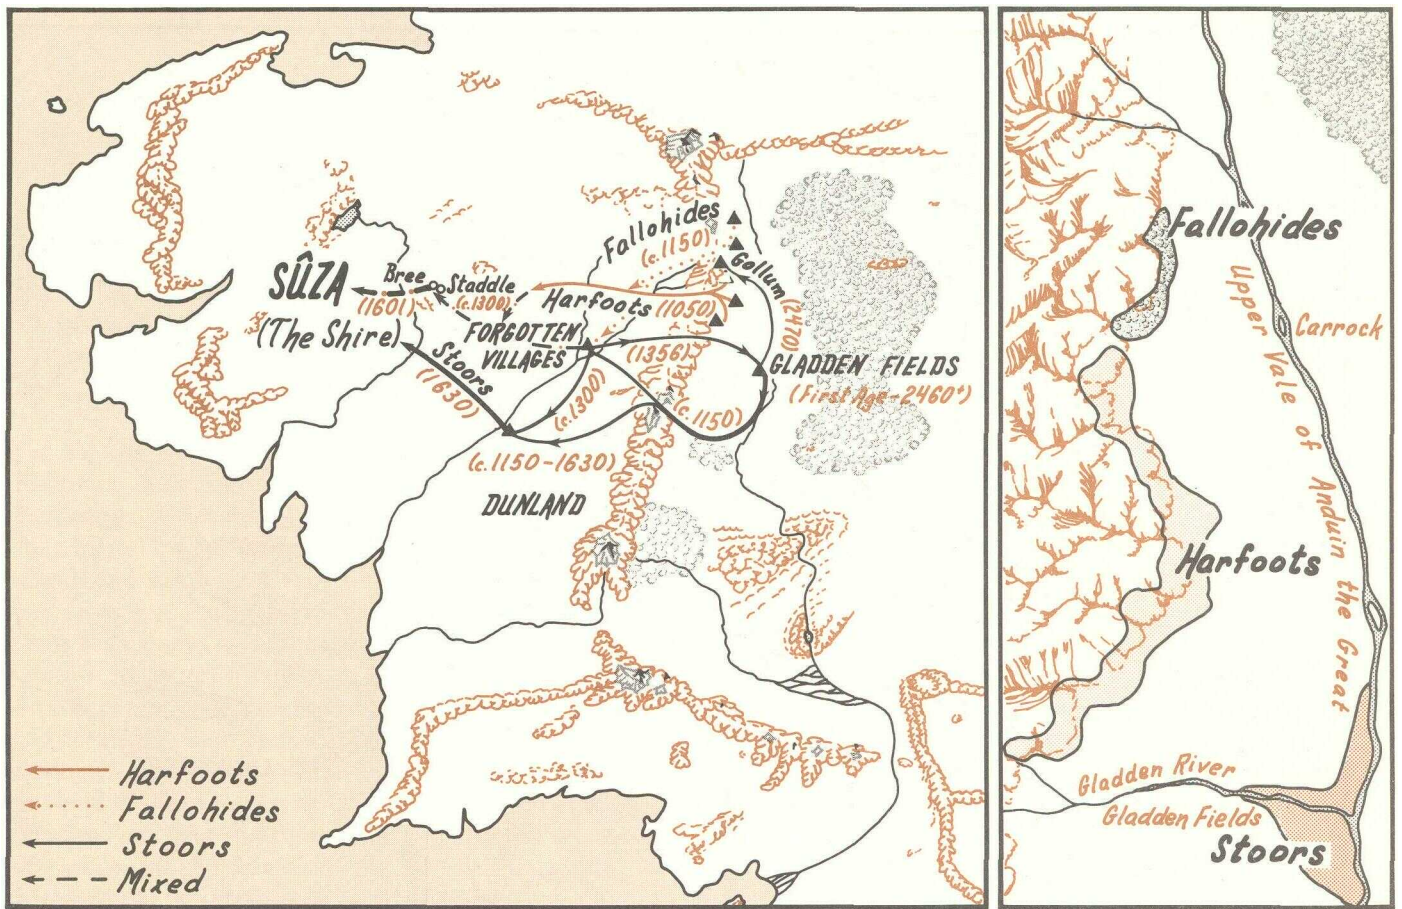 Fallohides
(c.1150)
Gollum
(2470)
SÛZA
(The Shire)
Bree
Staddle
(c.1300)
(1601)
Harfoots
(1050)
FORGOTTEN
VILLAGES
Stoors
(1630)
(1356)
(c.1300)
(c.1150)
GLADDEN FIELDS
(First Age-2460+)
(c.1150-1630)
DUNLAND
Harfoots
Fallohides
Stoors
Mixed
Fallohides
Upper Vale of Anduin the Great
Carrock
Harfoots
Gladden River
Gladden Fields
Stoors